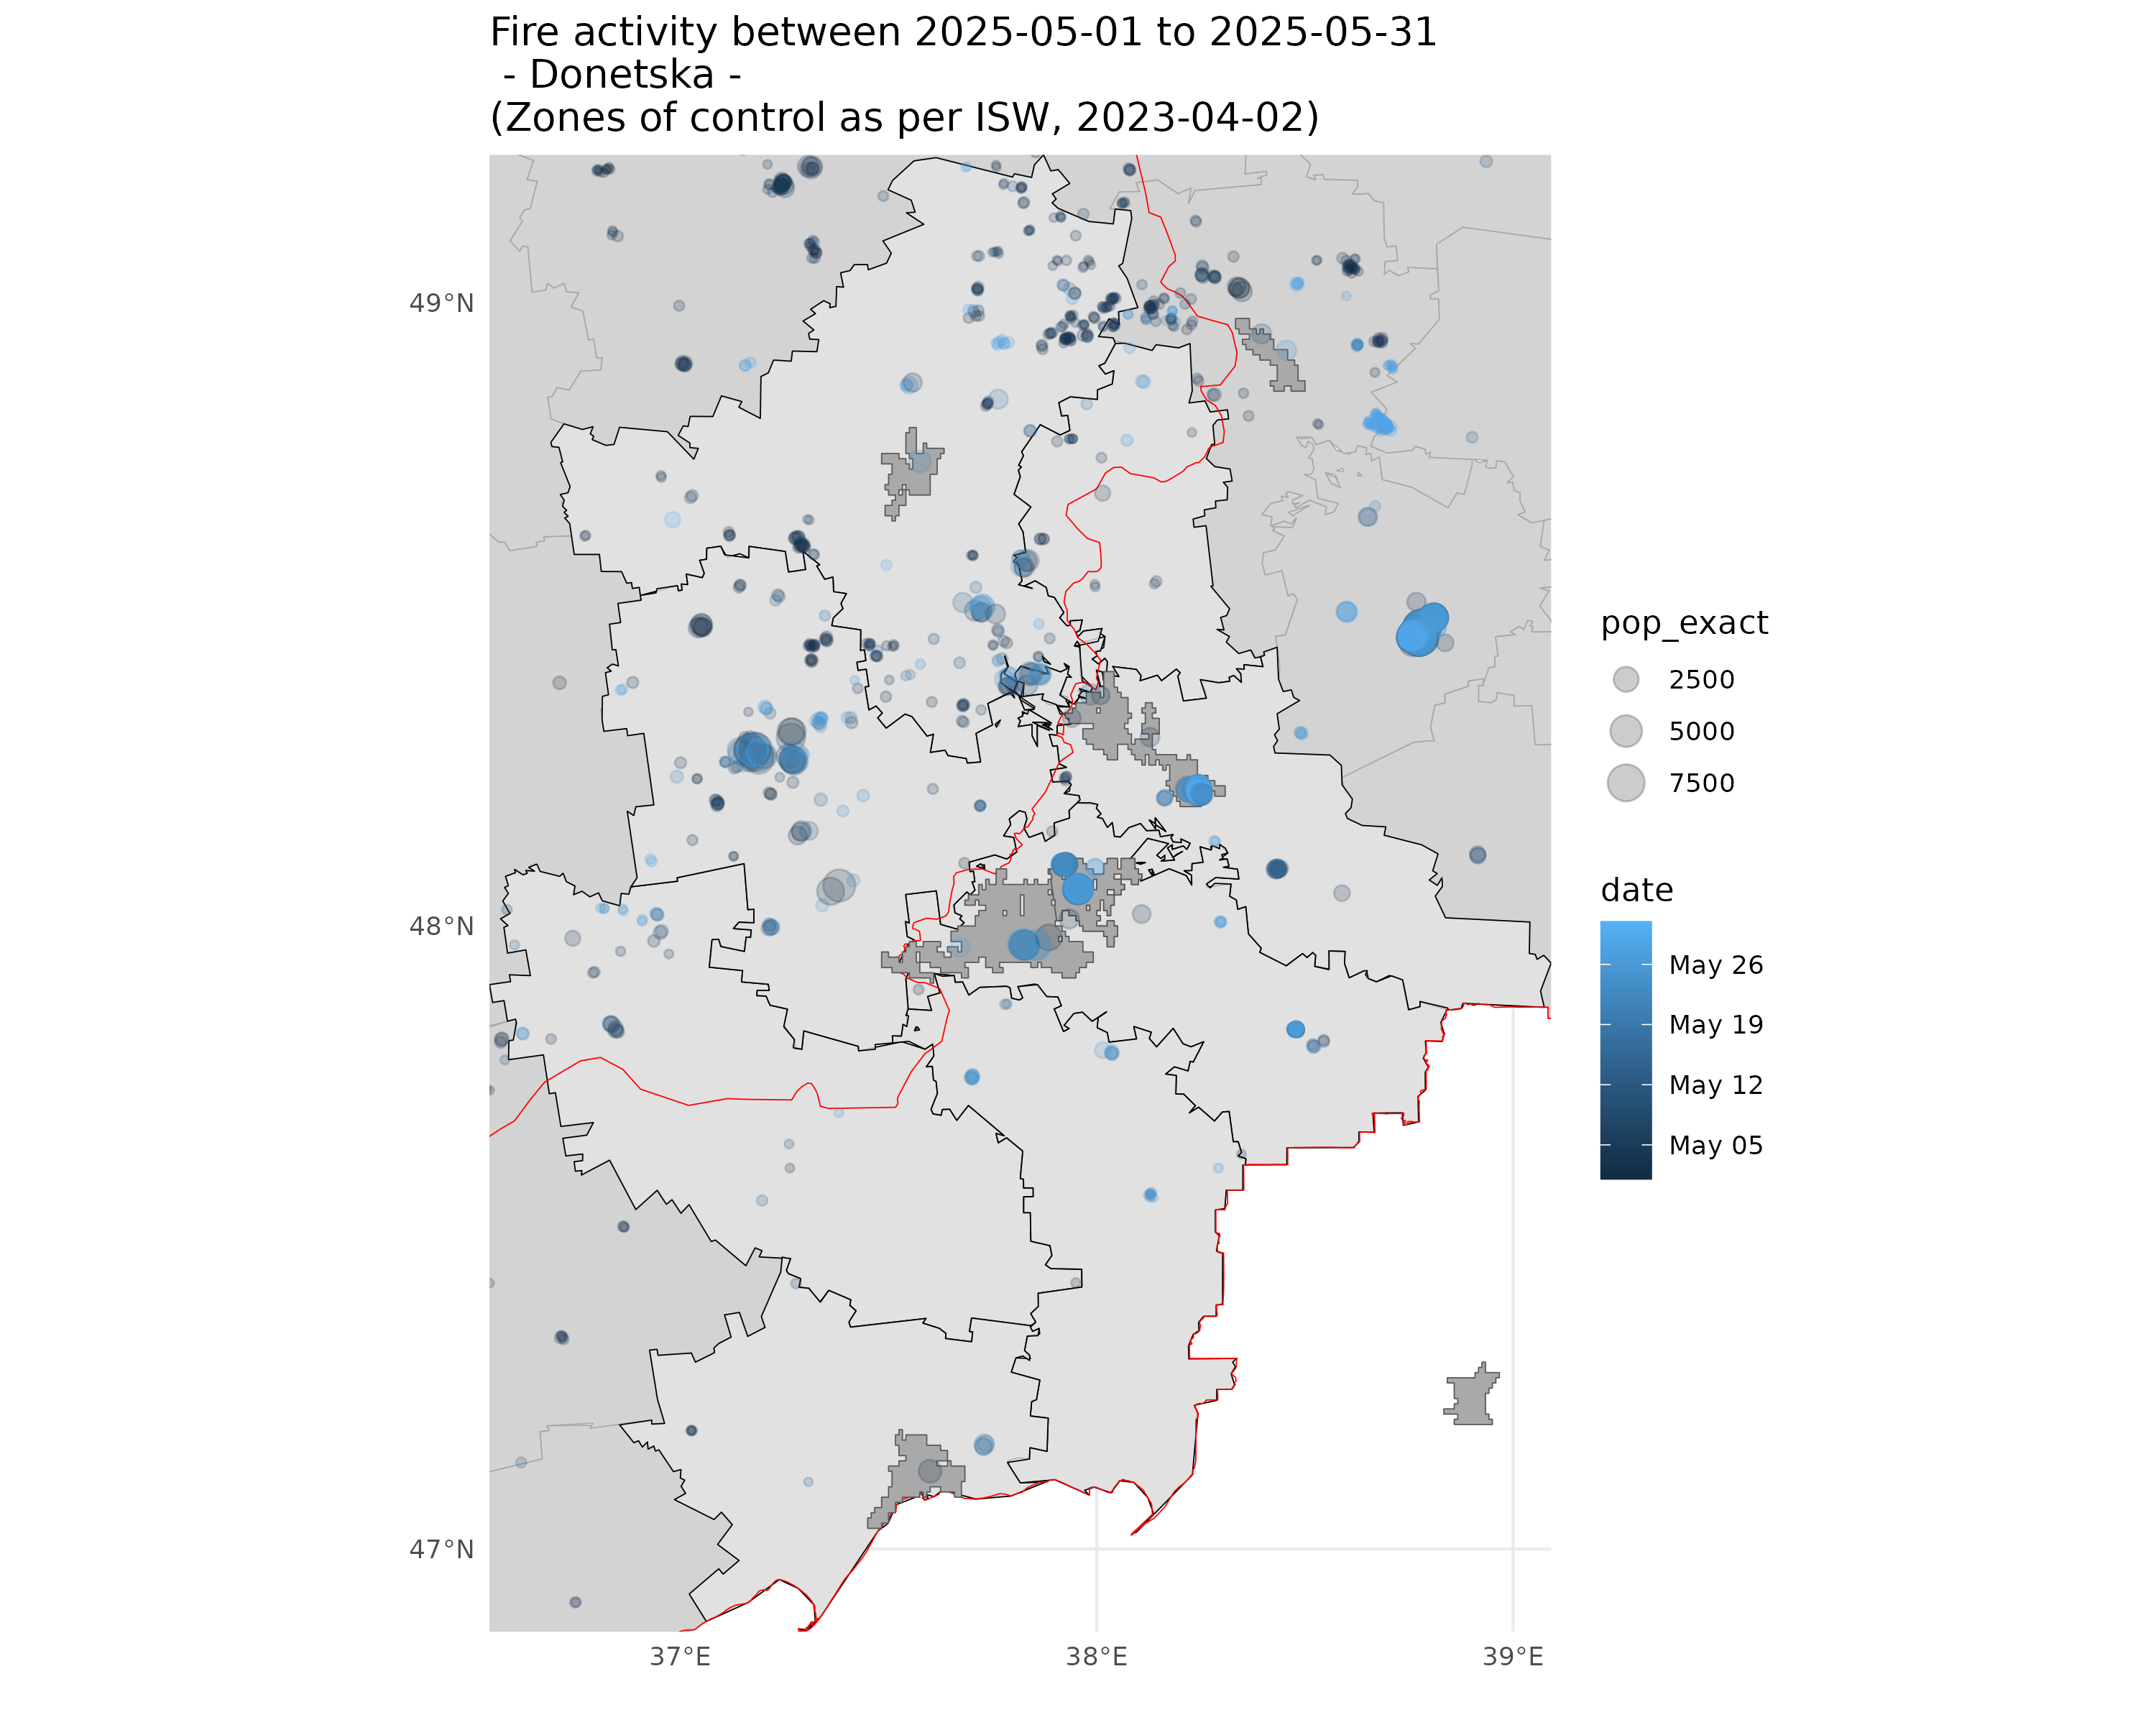 Fire activity between 2025-05-01 to 2025-05-31
- Donetska -
(Zones of control as per ISW, 2023-04-02)
49°N
48°N
47°N
37°E
38°E
39°E
pop_exact
2500
5000
7500
date
May 26
May 19
May 12
May 05